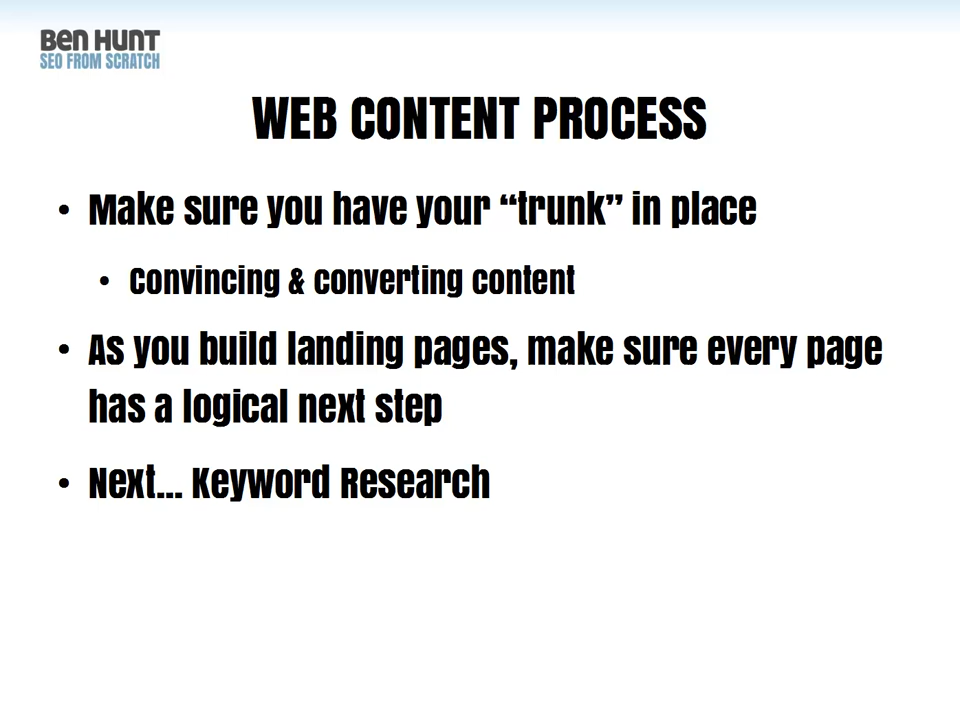 Ben Hunt
SEO FROM SCRATCH
WEB CONTENT PROCESS
• Make sure you have your “trunk” in place
• Convincing & converting content
• As you build landing pages, make sure every page
has a logical next step
• Next... Keyword Research